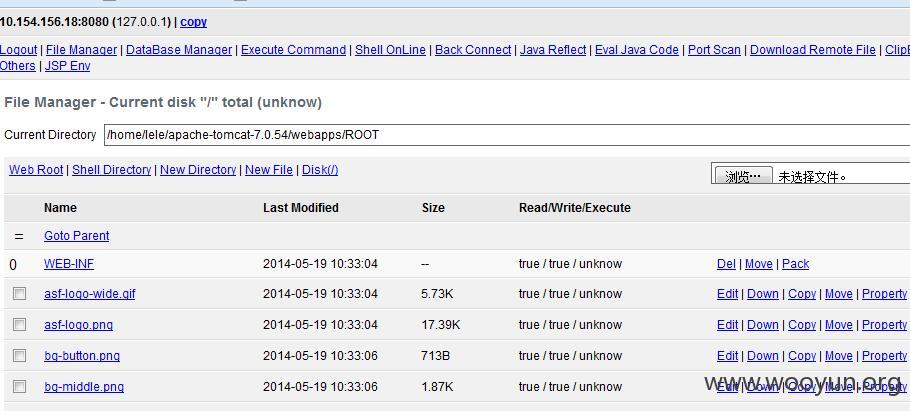 10.154.156.18:8080 (127.0.0.1) | copy
Logout | File Manager | DataBase Manager | Execute Command | Shell OnLine | Back Connect | Java Reflect | Eval Java Code | Port Scan | Download Remote File | ClipB
Others | JSP Env
File Manager - Current disk "/" total (unknow)
Current Directory /home/lele/apache-tomcat-7.0.54/webapps/ROOT
Web Root | Shell Directory | New Directory | New File | Disk(/) 浏览… 未选择文件。
Name Last Modified Size Read/Write/Execute
= Goto Parent
0 WEB-INF 2014-05-19 10:33:04 -- true / true / unknow Del | Move | Pack
asf-logo-wide.gif 2014-05-19 10:33:04 5.73K true / true / unknow Edit | Down | Copy | Move | Property
asf-logo.png 2014-05-19 10:33:04 17.39K true / true / unknow Edit | Down | Copy | Move | Property
bg-button.png 2014-05-19 10:33:06 713B true / true / unknow Edit | Down | Copy | Move | Property
bg-middle.png 2014-05-19 10:33:06 1.87K true / true / unknow Edit | Down | Copy | Move | Property
www.wooyun.org